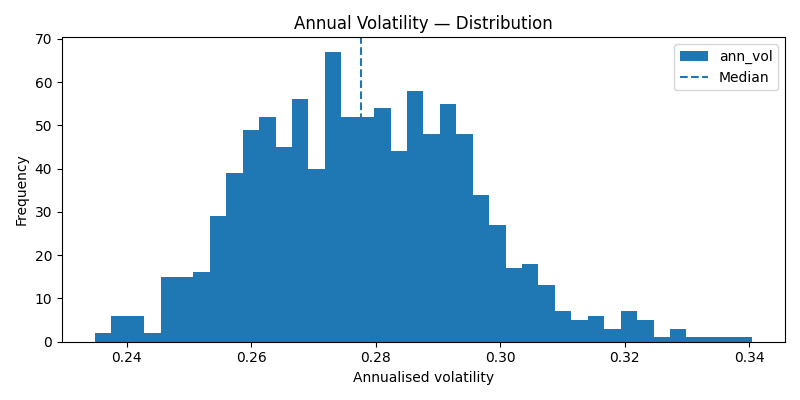 Annual Volatility — Distribution
ann_vol
Median
Frequency
70
60
50
40
30
20
10
0
0.24 0.26 0.28 0.30 0.32 0.34
Annualised volatility